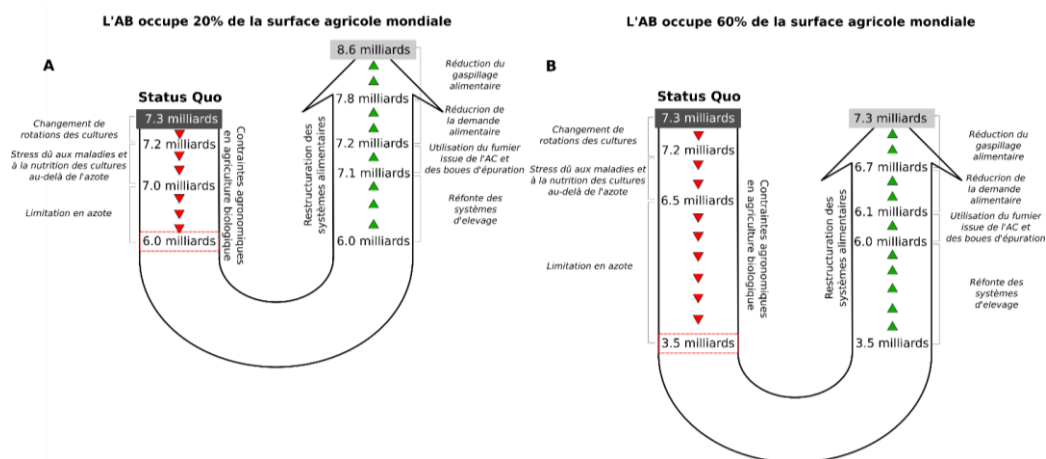 L'AB occupe 20% de la surface agricole mondiale
A
Status Quo
7.3 milliards
7.2 milliards
7.0 milliards
6.0 milliards
Changement de
rotations des cultures
Stress dû aux maladies et
à la nutrition des cultures
au-delà de l'azote
Limitation en azote
Contraintes agronomiques
en agriculture biologique
Restructuration des
systèmes alimentaires
8.6 milliards
7.8 milliards
7.2 milliards
7.1 milliards
6.0 milliards
Réduction du
gaspillage
alimentaire
Réducrion de
la demande
alimentaire
Utilisation du fumier
issue de l'AC et
des boues d'épuration
Réfonte des
systèmes
d'elevage
L'AB occupe 60% de la surface agricole mondiale
B
Status Quo
7.3 milliards
7.2 milliards
6.5 milliards
3.5 milliards
Changement de
rotations des cultures
Stress dû aux maladies et
à la nutrition des cultures
au-delà de l'azote
Limitation en azote
Contraintes agronomiques
en agriculture biologique
Restructuration des
systèmes alimentaires
7.3 milliards
6.7 milliards
6.1 milliards
6.0 milliards
3.5 milliards
Réduction du
gaspillage
alimentaire
Réducrion de
la demande
alimentaire
Utilisation du fumier
issue de l'AC et
des boues d'épuration
Réfonte des
systèmes
d'elevage